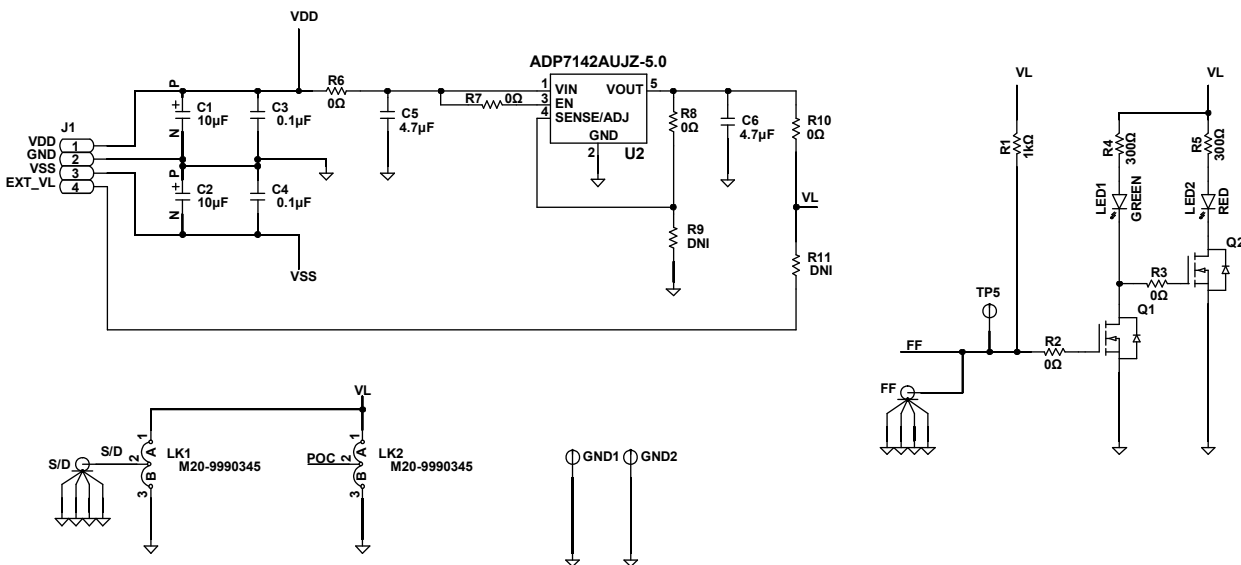 VDD
ADP7142AUJZ-5.0
R6
0Ω
P
+
C1
10µF
N
C3
0.1µF
C5
4.7µF
R7
0Ω
1
VIN
VOUT
5
3
EN
4
SENSE/ADJ
GND
2
U2
R8
0Ω
C6
4.7µF
R10
0Ω
J1
VDD
1
GND
2
VSS
3
EXT_VL
4
P
+
C2
10µF
N
C4
0.1µF
VSS
R9
DNI
VL
R11
DNI
VL
VL
R1
1kΩ
R4
300Ω
R5
300Ω
LED1
GREEN
LED2
RED
Q2
R3
0Ω
Q1
TP5
FF
R2
0Ω
FF
VL
1
A
S/D
S/D
2
B
3
LK1
M20-9990345
1
A
POC
2
B
3
LK2
M20-9990345
GND1
GND2